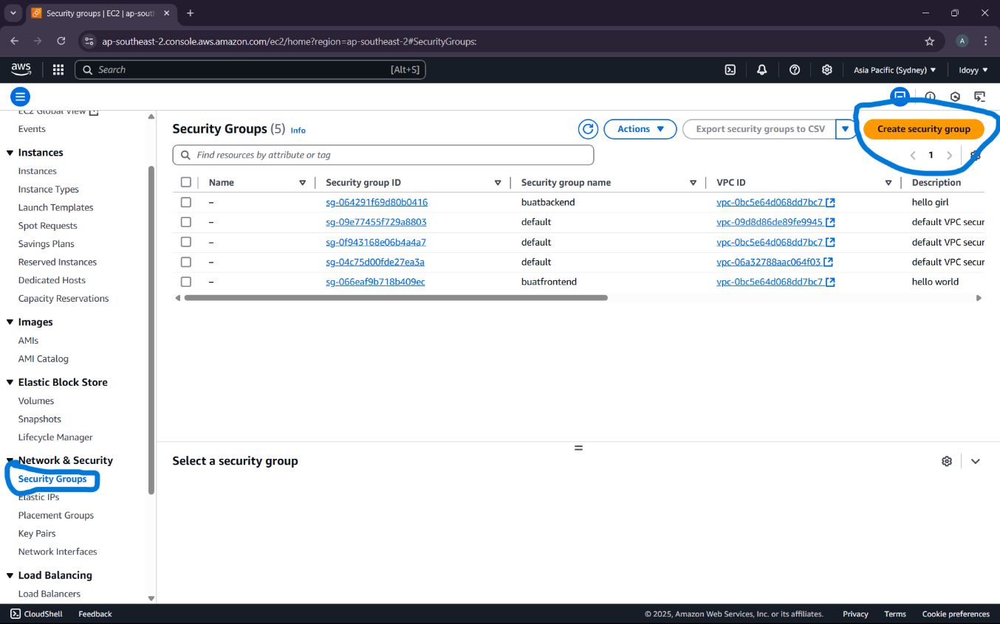 Security groups | EC2 | ap-south
ap-southeast-2.console.aws.amazon.com/ec2/home?region=ap-southeast-2#SecurityGroups:
A
aws
Search
[Alt+S]
Asia Pacific (Sydney)
Idoyy
EC2 Global View
Events
Instances
Instances
Instance Types
Launch Templates
Spot Requests
Savings Plans
Reserved Instances
Dedicated Hosts
Capacity Reservations
Images
AMIs
AMI Catalog
Elastic Block Store
Volumes
Snapshots
Lifecycle Manager
Network & Security
Security Groups
Elastic IPs
Placement Groups
Key Pairs
Network Interfaces
Load Balancing
Load Balancers
Security Groups (5) Info
Actions
Export security groups to CSV
Create security group
Find resources by attribute or tag
1
Name Security group ID Security group name VPC ID Description
– sg-064291f69d80b0416 buatbackend vpc-0bc5e64d068dd7bc7 hello girl
– sg-09e77455f729a8803 default vpc-09d8d86de89fe9945 default VPC secur
– sg-0f943168e06b4a4a7 default vpc-0bc5e64d068dd7bc7 default VPC secur
– sg-04c75d00fde27ea3a default vpc-06a32788aac064f03 default VPC secur
– sg-066eaf9b718b409ec buatfrontend vpc-0bc5e64d068dd7bc7 hello world
Select a security group
CloudShell Feedback © 2025, Amazon Web Services, Inc. or its affiliates. Privacy Terms Cookie preferences